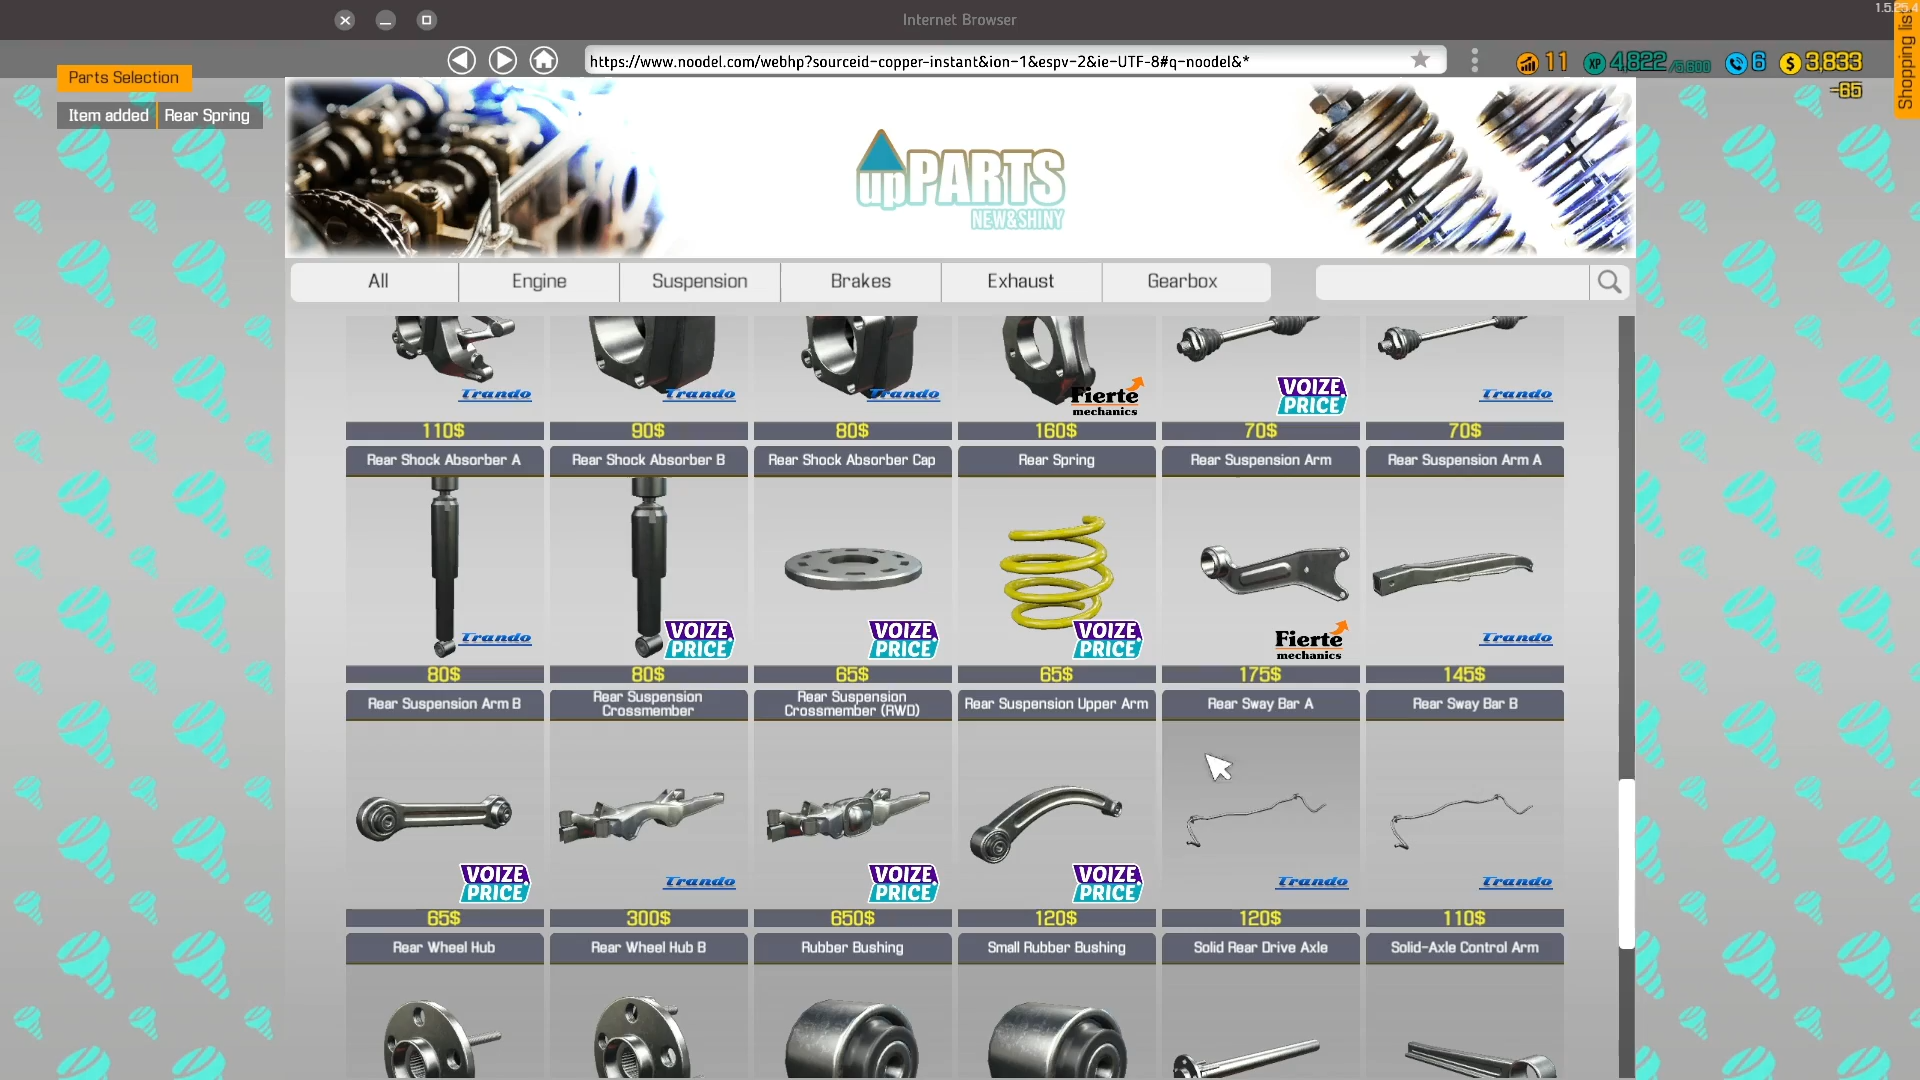 Internet Browser
1.5.25.4
Shopping list
https://www.noodel.com/webhp?sourceid-copper-instant&ion-1&espv-2&ie-UTF-8#q-noodel&*
11
XP 4,822/5,600
6
$ 3,833
-65
Parts Selection
Item added Rear Spring
upPARTS
NEW&SHINY
All Engine Suspension Brakes Exhaust Gearbox
Trando Trando Trando Fierte mechanics VOIZE PRICE Trando
110$ 90$ 80$ 160$ 70$ 70$
Rear Shock Absorber A
Rear Shock Absorber B
Rear Shock Absorber Cap
Rear Spring
Rear Suspension Arm
Rear Suspension Arm A
Trando VOIZE PRICE VOIZE PRICE VOIZE PRICE Fierte mechanics Trando
80$ 80$ 65$ 65$ 175$ 145$
Rear Suspension Arm B
Rear Suspension
Crossmember
Rear Suspension
Crossmember (RWD)
Rear Suspension Upper Arm
Rear Sway Bar A
Rear Sway Bar B
VOIZE PRICE Trando VOIZE PRICE VOIZE PRICE Trando Trando
65$ 300$ 650$ 120$ 120$ 110$
Rear Wheel Hub
Rear Wheel Hub B
Rubber Bushing
Small Rubber Bushing
Solid Rear Drive Axle
Solid-Axle Control Arm